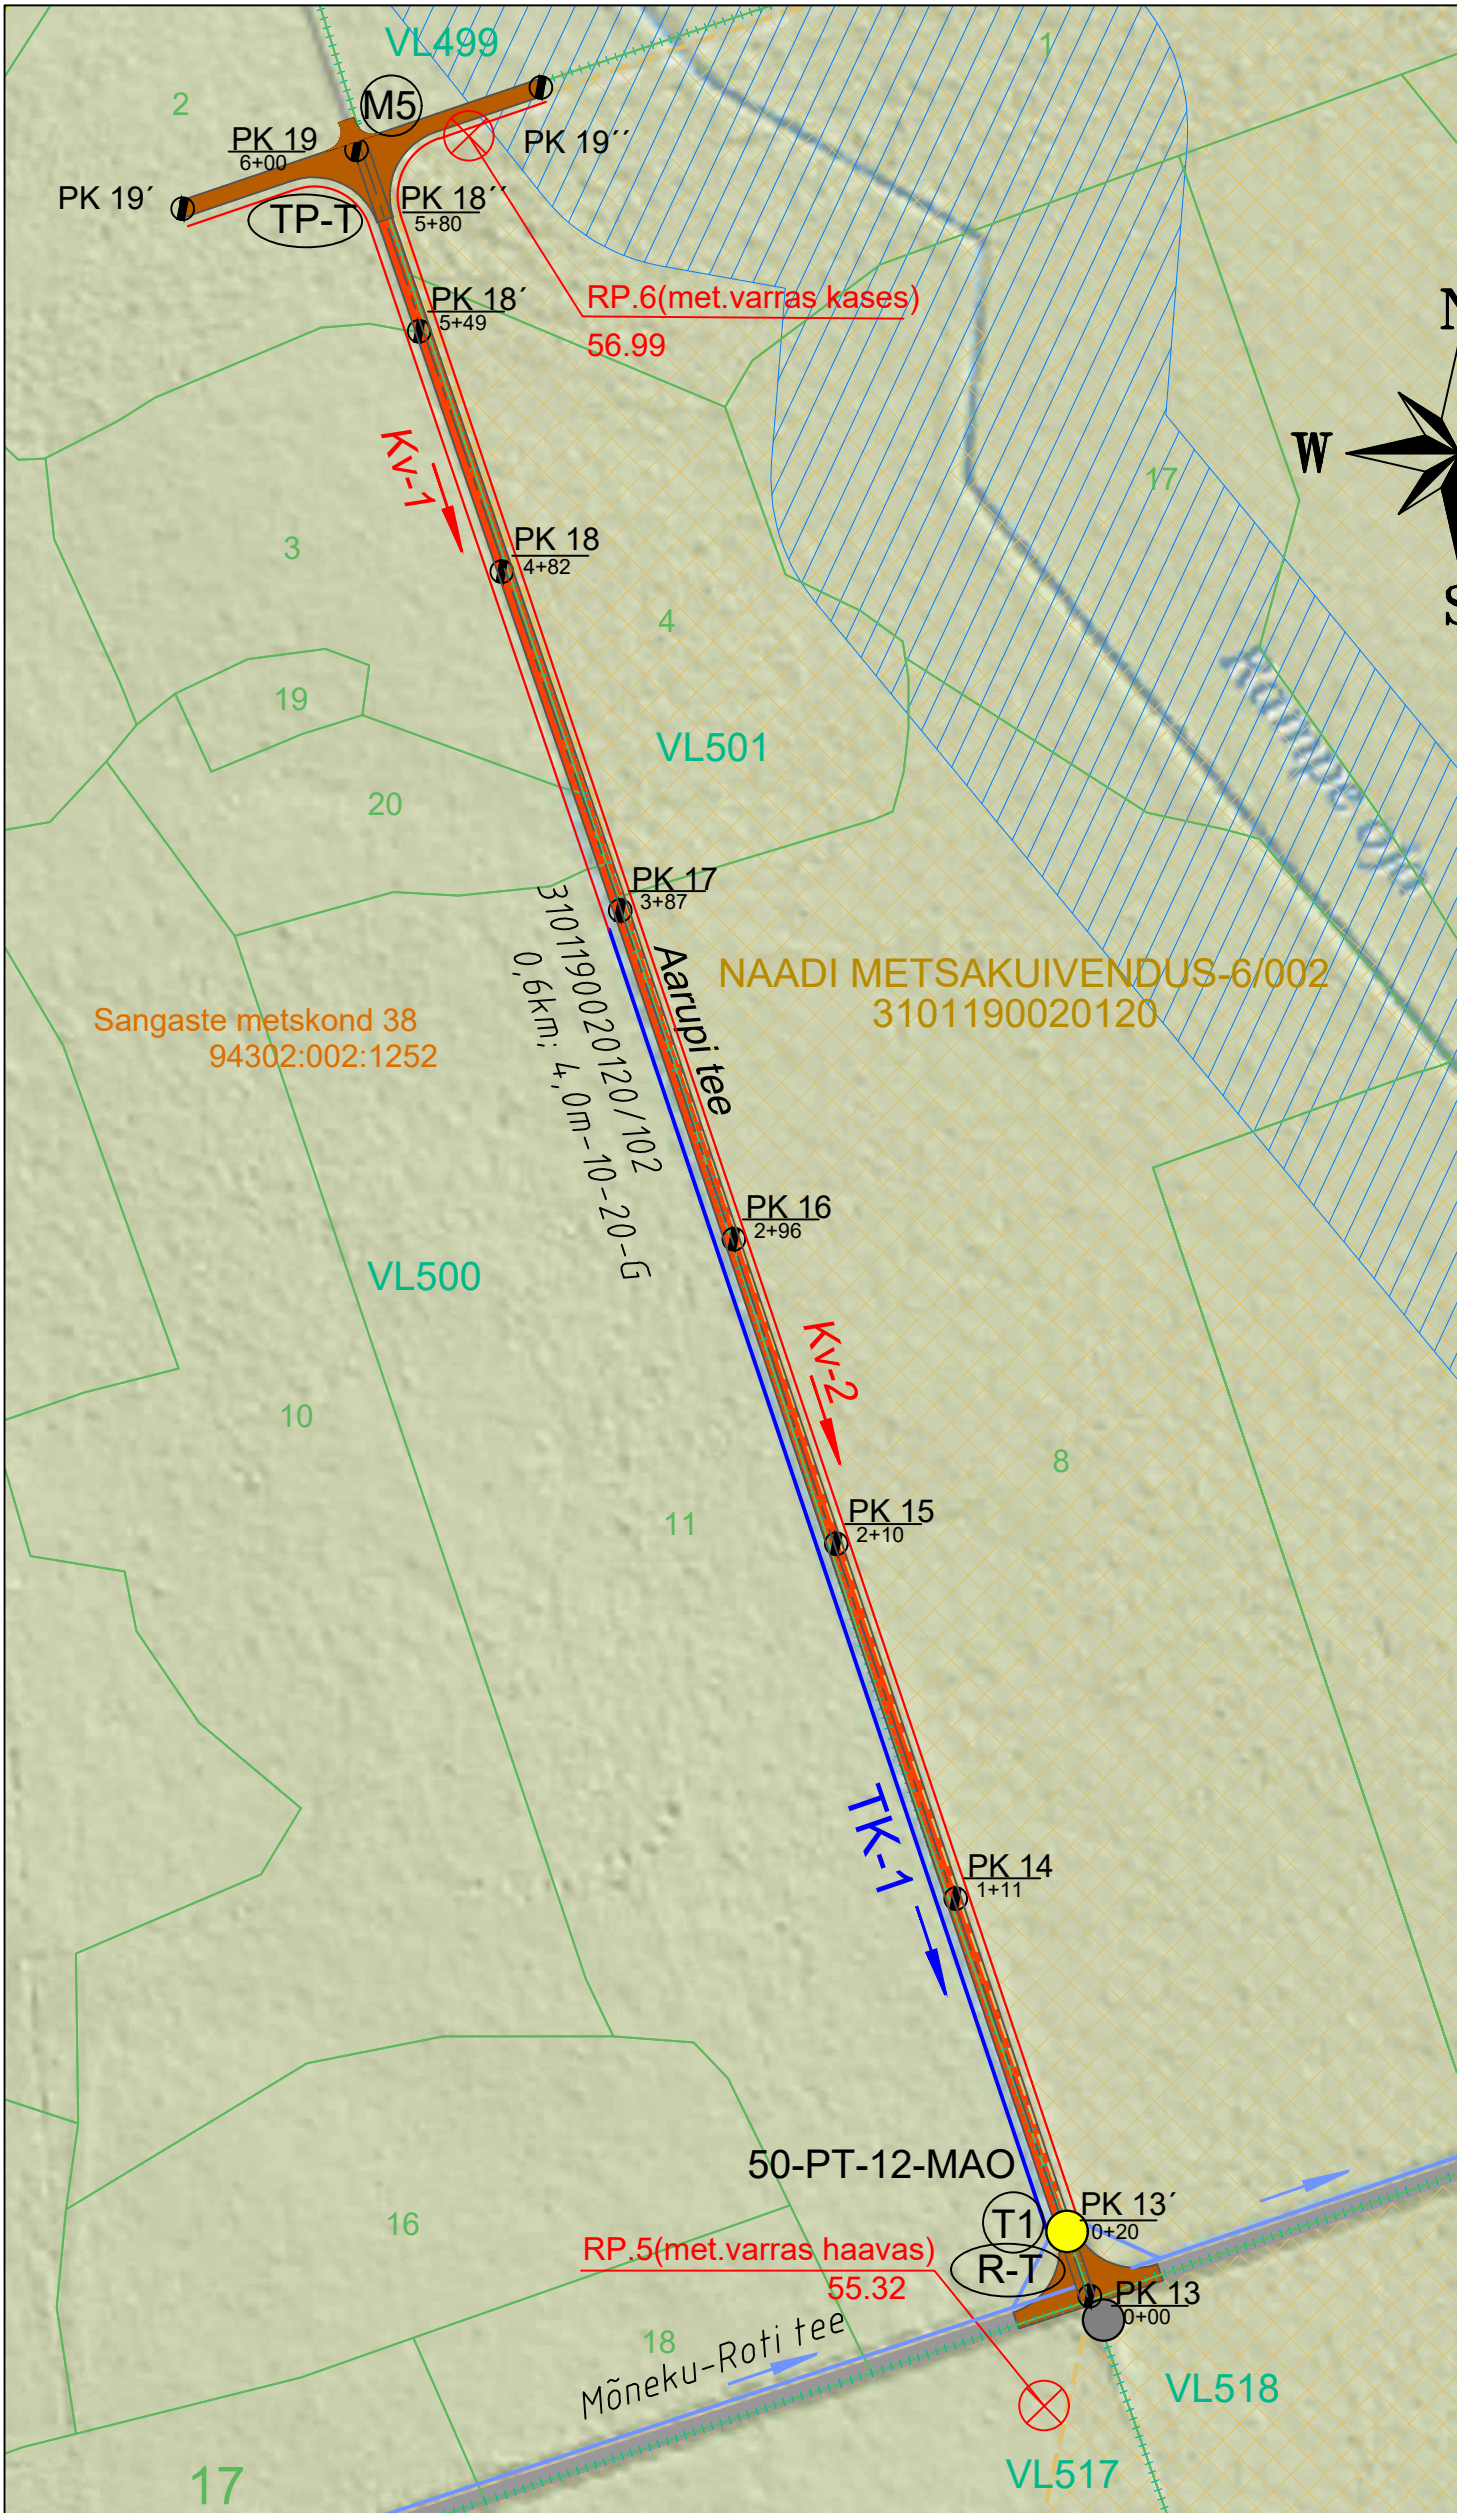 VL499
1
2
M5
PK 19
6+00
PK 19´´
PK 19´
TP-T
PK 18´´
5+80
PK 18´
5+49
RP.6(met.varras kases)
56.99
N
W
S
Kv-1
17
PK 18
4+82
3
4
19
VL501
20
Rampe oja
PK 17
3+87
Aarupi tee
3101190020120/102
0,6km; 4,0m-10-20-G
NAADI METSAKUIVENDUS-6/002
3101190020120
Sangaste metskond 38
94302:002:1252
PK 16
2+96
VL500
Kv-2
10
8
11
PK 15
2+10
TK-1
PK 14
1+11
50-PT-12-MAO
T1
PK 13´
0+20
16
RP.5(met.varras haavas)
55.32
R-T
PK 13
0+00
18
Mõneku-Roti tee
VL518
VL517
17